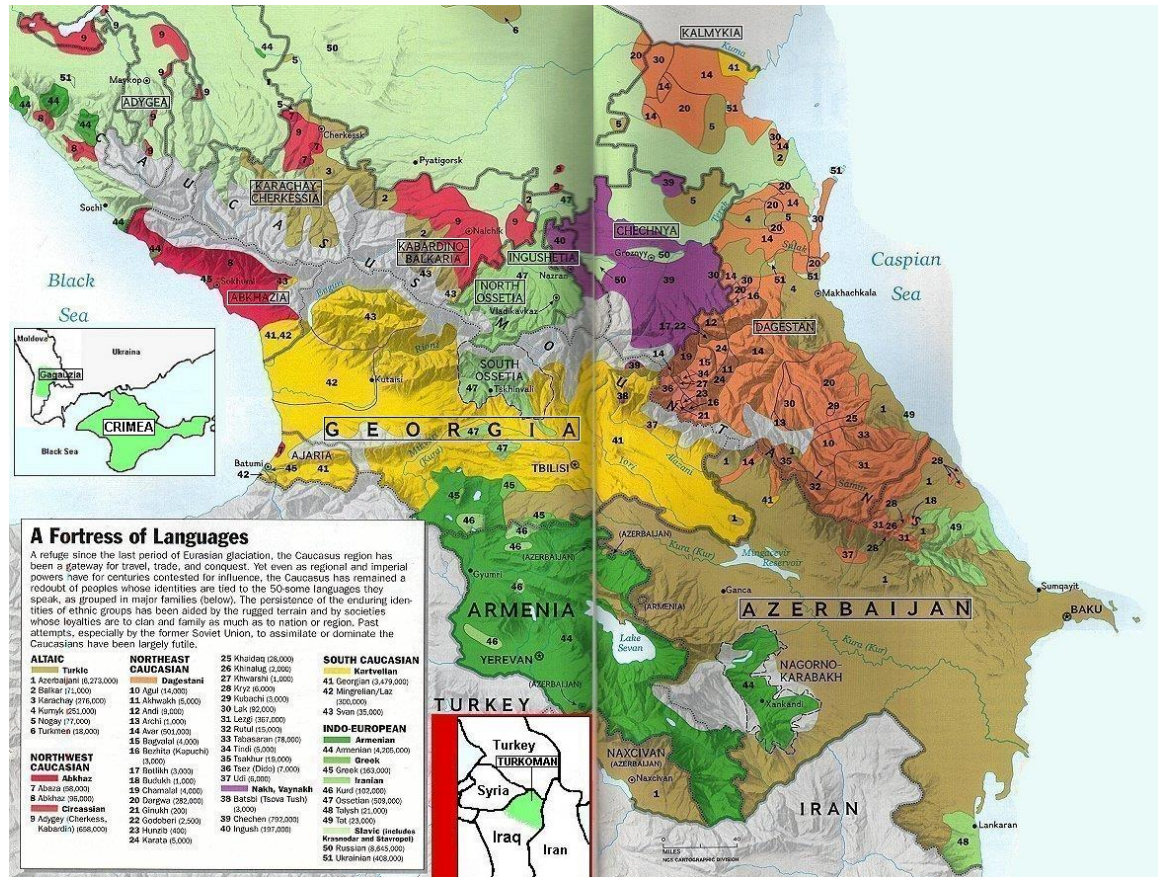 KALMYKIA
Kuma
Maykop
ADYGEA
Cherkessk
Pyatigorsk
KARACHAY-
CHERKESSIA
CAUCASUS MOUNTAINS
Sochi
Nalchik
KABARDINO-
BALKARIA
INGUSHETIA
Nazran
CHECHNYA
Groznyy
Terek
Sulak
Makhachkala
Caspian
Sea
Black
Sea
Sokhumi
ABKHAZIA
Enguri
NORTH
OSSETIA
Vladikavkaz
DAGESTAN
Rioni
Kutaisi
SOUTH
OSSETIA
Tskhinvali
GEORGIA
Moldova
Ukraine
Gagauzia
CRIMEA
Black Sea
AJARIA
Batumi
(Kura)
TBILISI
Iori
Alazani
Samur
(AZERBAIJAN)
(AZERBAIJAN)
Kura (Kur)
Mingacevir
Reservoir
Gyumri
(ARMENIA)
Ganca
AZERBAIJAN
Sumqayit
BAKU
ARMENIA
Lake
Sevan
Kura (Kur)
YEREVAN
NAGORNO-
KARABAKH
Xankandi
(AZERBAIJAN)
TURKEY
NAXCIVAN
(AZERBAIJAN)
Naxcivan
IRAN
Lankaran
MILES
NGS CARTOGRAPHIC DIVISION
Turkey
TURKOMAN
Syria
Iraq
Iran
A Fortress of Languages
A refuge since the last period of Eurasian glaciation, the Caucasus region has
been a gateway for travel, trade, and conquest. Yet even as regional and imperial
powers have for centuries contested for influence, the Caucasus has remained a
redoubt of peoples whose identities are tied to the 50-some languages they
speak, as grouped in major families (below). The persistence of the enduring iden-
tities of ethnic groups has been aided by the rugged terrain and by societies
whose loyalties are to clan and family as much as to nation or region. Past
attempts, especially by the former Soviet Union, to assimilate or dominate the
Caucasians have been largely futile.
ALTAIC
Turkic
1 Azerbaijani (6,273,000)
2 Balkar (71,000)
3 Karachay (276,000)
4 Kumyk (251,000)
5 Nogay (77,000)
6 Turkmen (18,000)
NORTHWEST
CAUCASIAN
Abkhaz
7 Abaza (58,000)
8 Abkhaz (96,000)
Circassian
9 Adygey (Cherkess,
Kabardin) (658,000)
NORTHEAST
CAUCASIAN
Dagestani
10 Agul (14,000)
11 Akhwakh (5,000)
12 Andi (9,000)
13 Archi (1,000)
14 Avar (501,000)
15 Bagvalal (4,000)
16 Bezhita (Kapuchi)
(3,000)
17 Botlikh (3,000)
18 Budukh (1,000)
19 Chamalal (4,000)
20 Dargwa (282,000)
21 Ginukh (200)
22 Godoberi (2,500)
23 Hunzib (400)
24 Karata (5,000)
25 Khaidaq (28,000)
26 Khinalug (2,000)
27 Khwarshi (1,000)
28 Kryz (6,000)
29 Kubachi (3,000)
30 Lak (92,000)
31 Lezgi (367,000)
32 Rutul (15,000)
33 Tabasaran (78,000)
34 Tindi (5,000)
35 Tsakhur (19,000)
36 Tsez (Dido) (7,000)
37 Udi (6,000)
Nakh, Vaynakh
38 Batsbi (Tsova Tush)
(3,000)
39 Chechen (792,000)
40 Ingush (197,000)
SOUTH CAUCASIAN
Kartvelian
41 Georgian (3,479,000)
42 Mingrelian/Laz
(300,000)
43 Svan (35,000)
INDO-EUROPEAN
Armenian
44 Armenian (4,205,000)
Greek
45 Greek (163,000)
Iranian
46 Kurd (102,000)
47 Ossetian (509,000)
48 Talysh (21,000)
49 Tat (23,000)
Slavic (includes
Krasnodar and Stavropol)
50 Russian (8,645,000)
51 Ukrainian (408,000)